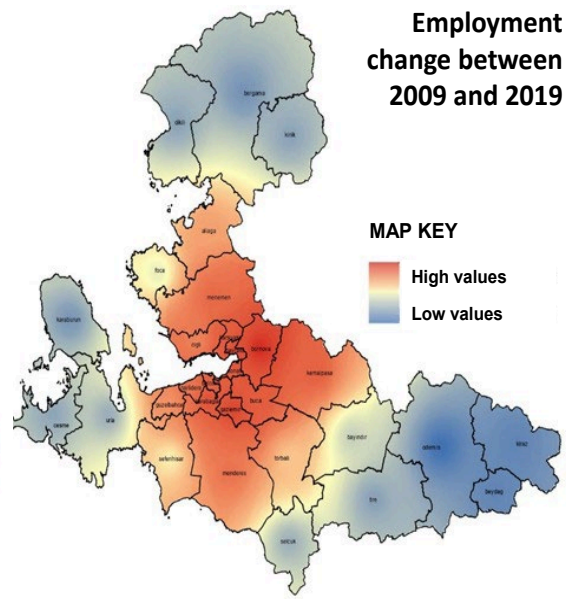 Employment
change between
2009 and 2019
bergama
dikili
kinik
aliaga
MAP KEY
foca
High values
menemen
Low values
karaburun
cigli
bornova
kemalpasa
buca
guzelbahce
cesme
urla
bayindir
odemis
kiraz
seferihisar
torbali
menderes
beydag
tire
selcuk